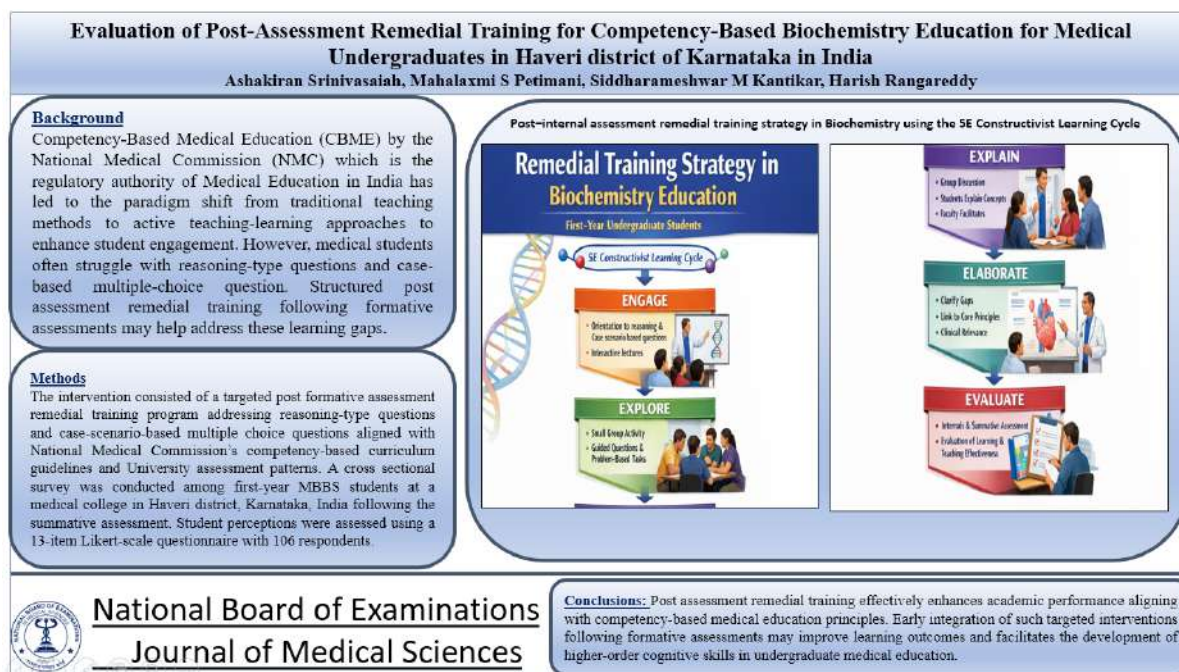 Evaluation of Post-Assessment Remedial Training for Competency-Based Biochemistry Education for Medical
Undergraduates in Haveri district of Karnataka in India
Ashakiran Srinivasaiah, Mahalaxmi S Petimani, Siddharameshwar M Kantikar, Harish Rangareddy
Background
Competency-Based Medical Education (CBME) by the
National Medical Commission (NMC) which is the
regulatory authority of Medical Education in India has
led to the paradigm shift from traditional teaching
methods to active teaching-learning approaches to
enhance student engagement. However, medical students
often struggle with reasoning-type questions and case-
based multiple-choice question. Structured post
assessment remedial training following formative
assessments may help address these learning gaps.
Methods
The intervention consisted of a targeted post formative assessment
remedial training program addressing reasoning-type questions
and case-scenario-based multiple choice questions aligned with
National Medical Commission's competency-based curriculum
guidelines and University assessment patterns. A cross sectional
survey was conducted among first-year MBBS students at a
medical college in Haveri district, Karnataka, India following the
summative assessment. Student perceptions were assessed using a
13-item Likert-scale questionnaire with 106 respondents.
Post-internal assessment remedial training strategy in Biochemistry using the 5E Constructivist Learning Cycle
Remedial Training Strategy in
Biochemistry Education
First-Year Undergraduate Students
5E Constructivist Learning Cycle
ENGAGE
• Orientation to reasoning &
Case scenario based questions
• Interactive lectures
EXPLORE
• Small Group Activity
• Guided Questions &
Problem-Based Tasks
EXPLAIN
• Group Discussion
• Students Explain Concepts
• Faculty Facilitates
ELABORATE
• Clarify Gaps
• Link to Core Principles
• Clinical Relevance
EVALUATE
• Internals & Summative Assessment
• Evaluation of Learning &
Teaching Effectiveness
National Board of Examinations
Journal of Medical Sciences
Conclusions: Post assessment remedial training effectively enhances academic performance aligning
with competency-based medical education principles. Early integration of such targeted interventions
following formative assessments may improve learning outcomes and facilitates the development of
higher-order cognitive skills in undergraduate medical education.